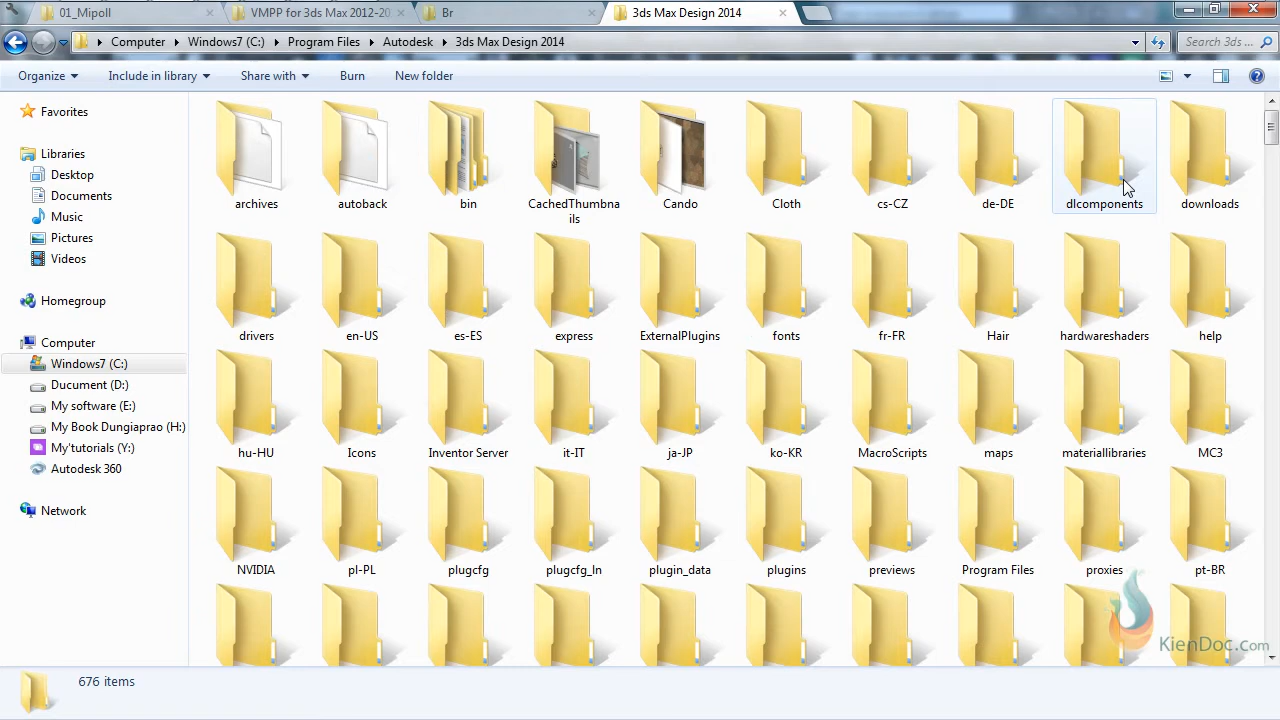 01_Mipoll
VMPP for 3ds Max 2012-20
Br
3ds Max Design 2014
Computer
Windows7 (C:)
Program Files
Autodesk
3ds Max Design 2014
Search 3ds ...
Organize
Include in library
Share with
Burn
New folder
Favorites
Libraries
Desktop
Documents
Music
Pictures
Videos
Homegroup
Computer
Windows7 (C:)
Ducument (D:)
My software (E:)
My Book Dungiaprao (H:)
My'tutorials (Y:)
Autodesk 360
Network
archives
autoback
bin
CachedThumbna
ils
Cando
Cloth
cs-CZ
de-DE
dlcomponents
downloads
drivers
en-US
es-ES
express
ExternalPlugins
fonts
fr-FR
Hair
hardwareshaders
help
hu-HU
Icons
Inventor Server
it-IT
ja-JP
ko-KR
MacroScripts
maps
materiallibraries
MC3
NVIDIA
pl-PL
plugcfg
plugcfg_ln
plugin_data
plugins
previews
Program Files
proxies
pt-BR
KienDoc.com
676 items